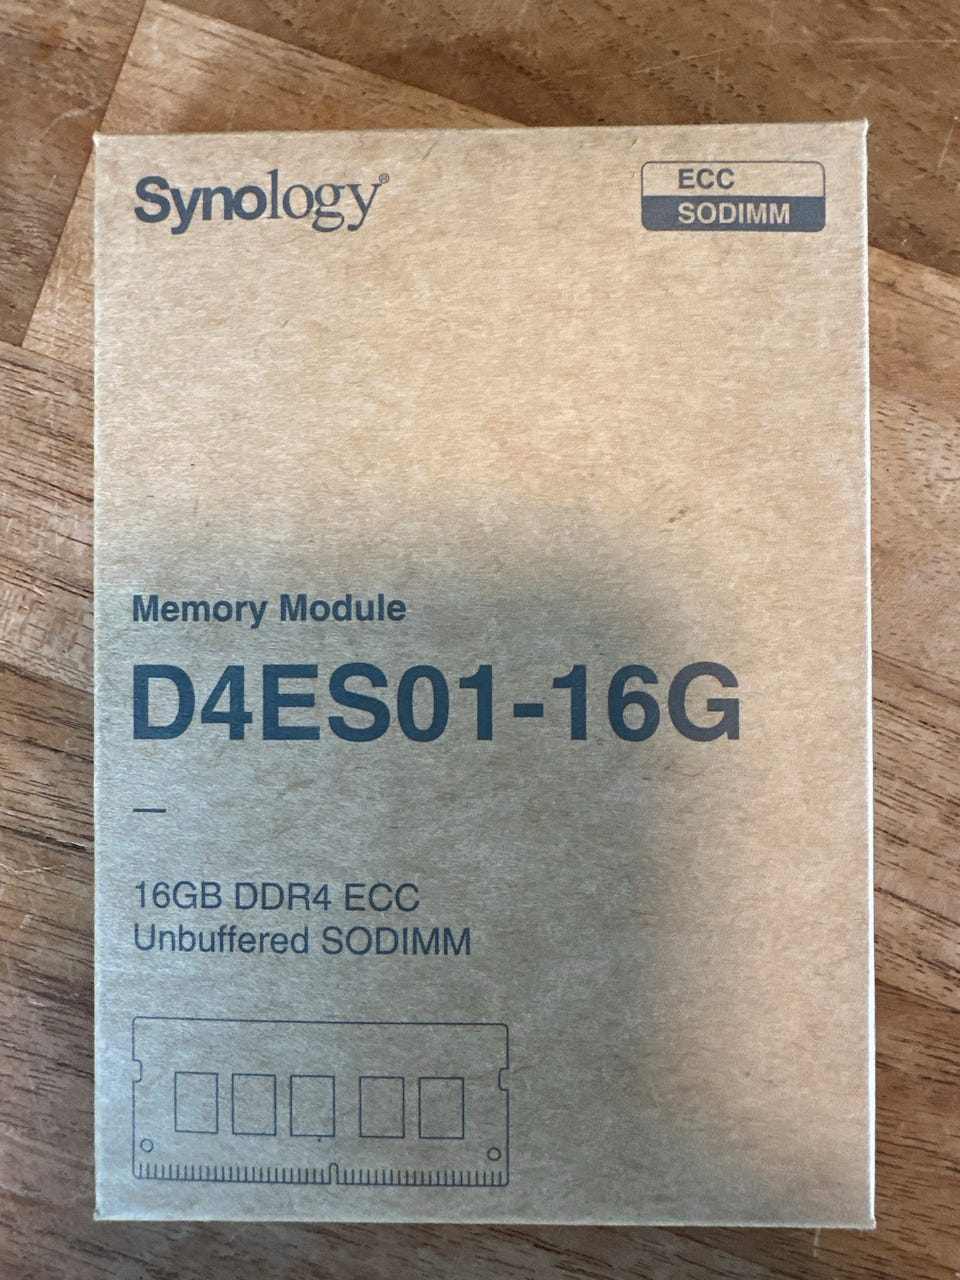 Synology®
ECC
SODIMM
Memory Module
D4ES01-16G
—
16GB DDR4 ECC
Unbuffered SODIMM